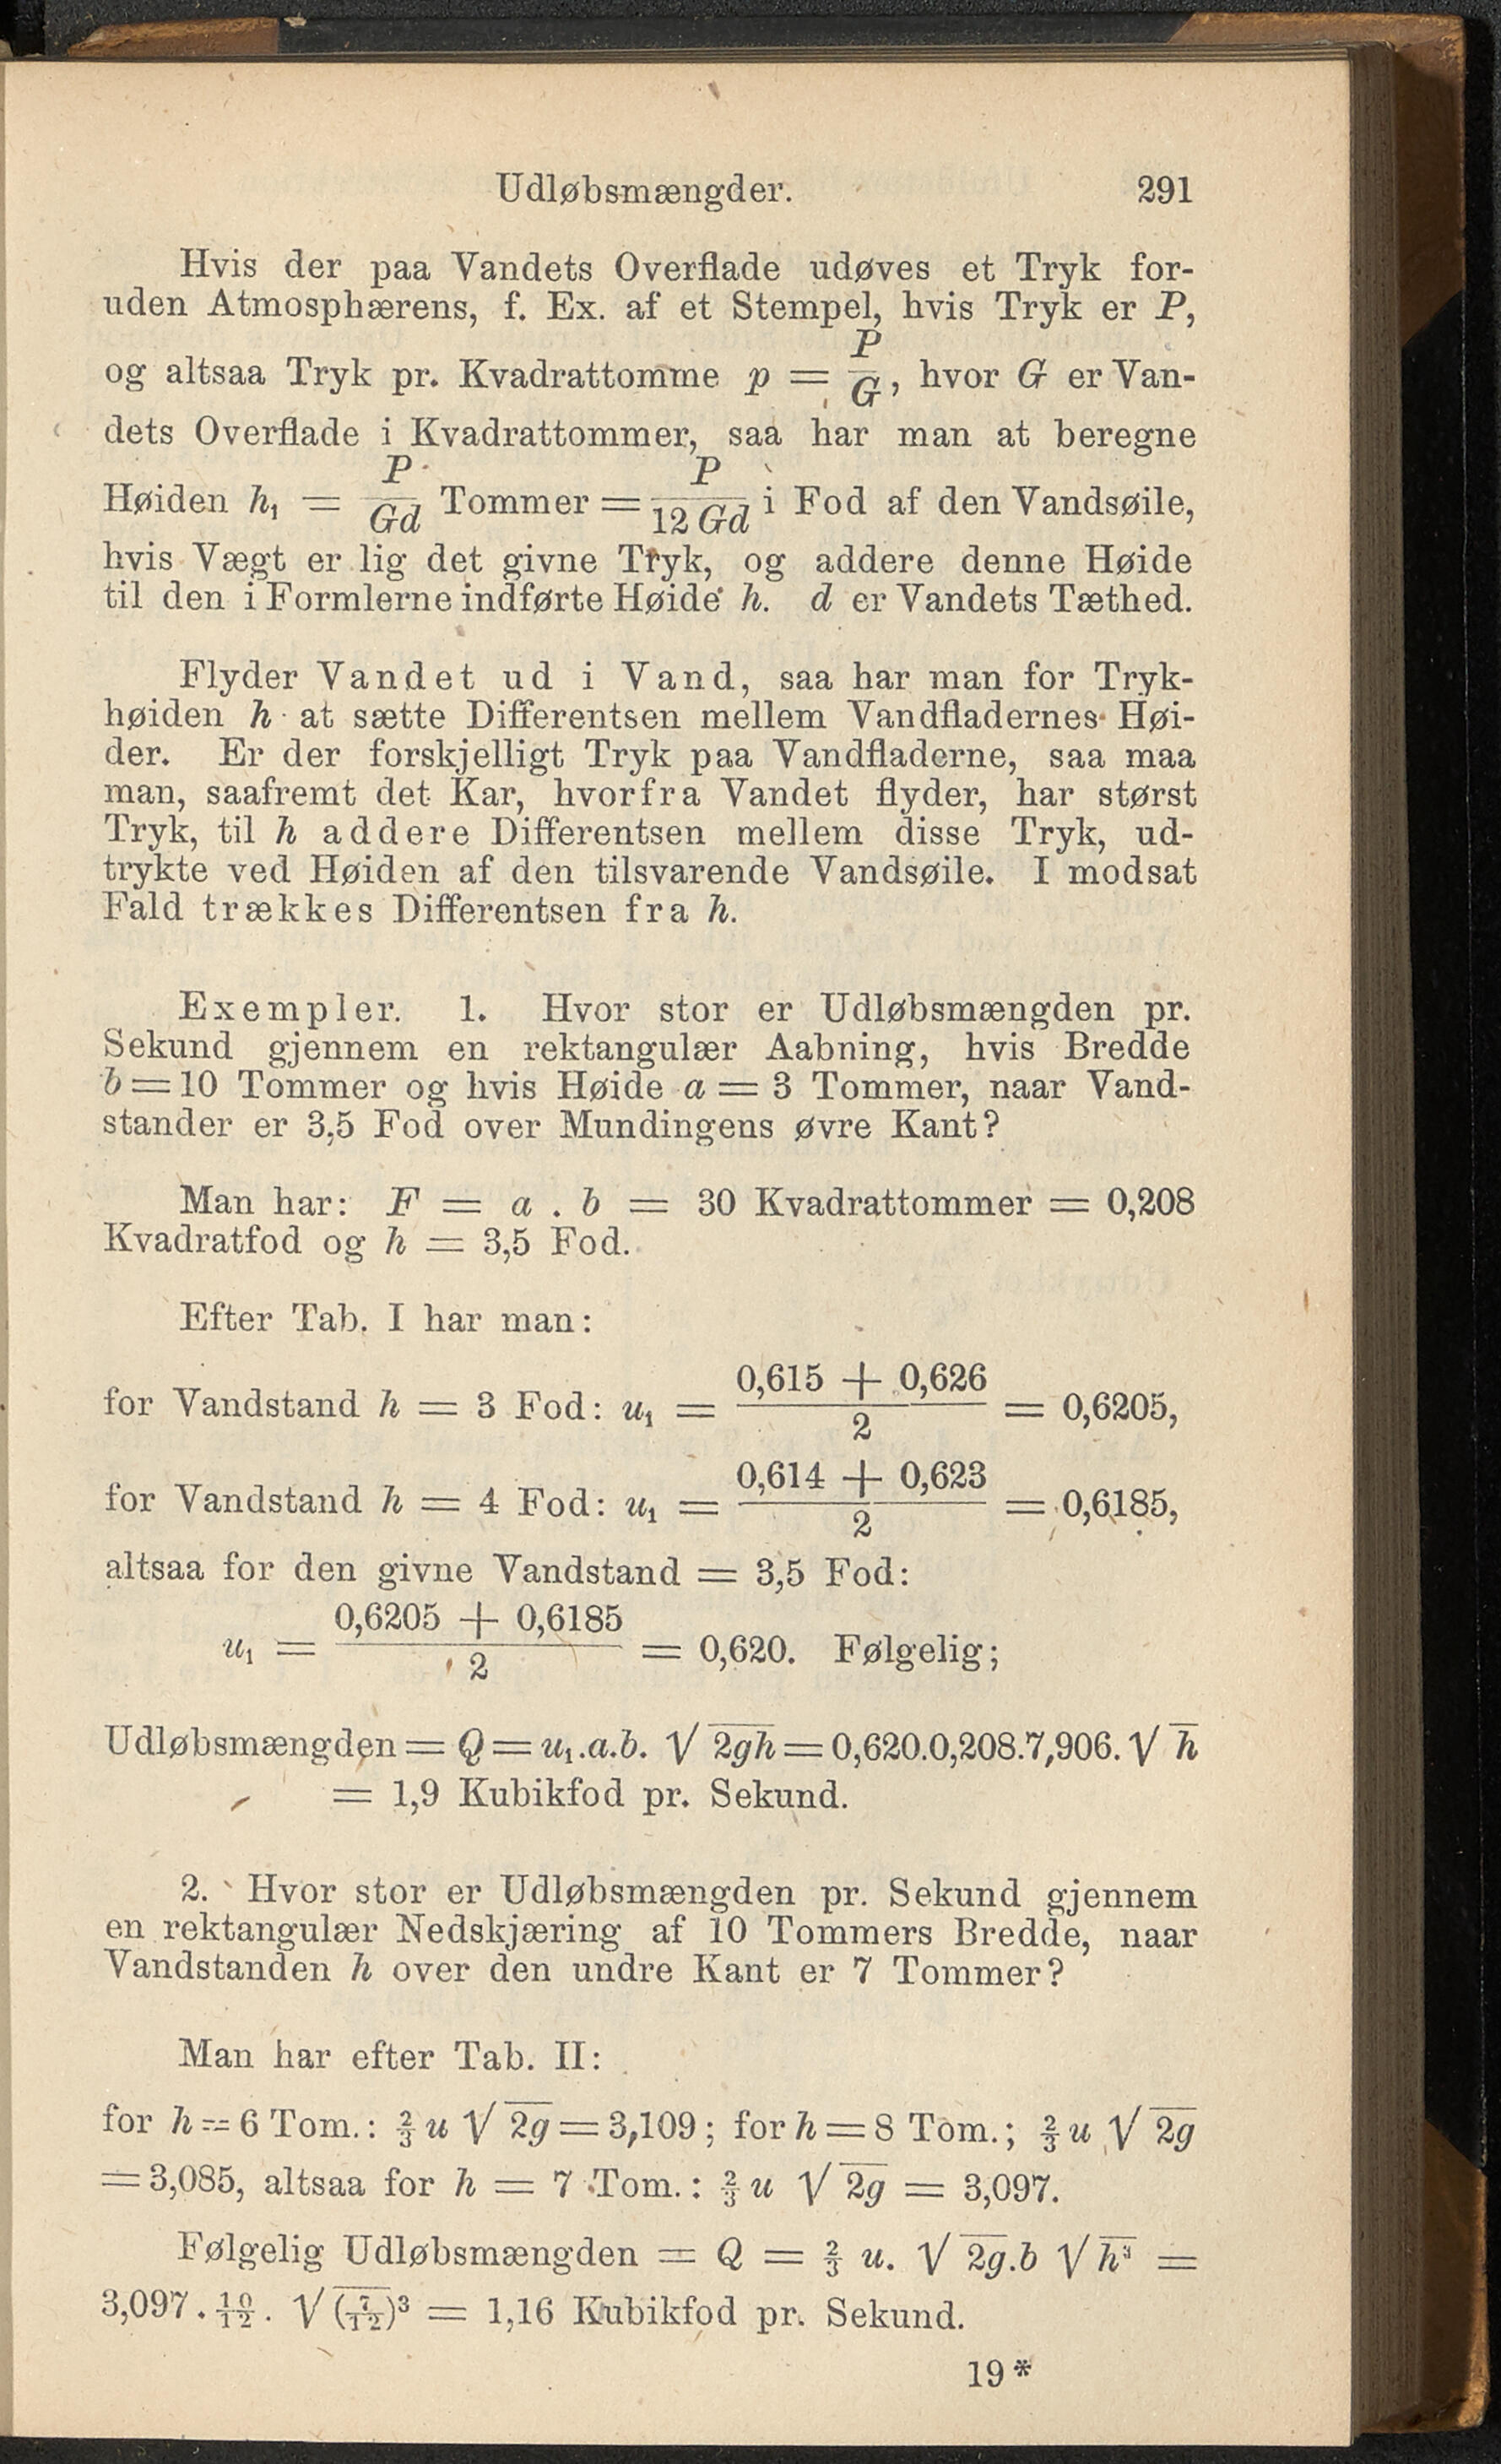 Udløbsmængder. 291
Hvis der paa Vandets Overflade udøves et Tryk for-
uden Atmosphærens, f. Ex. af et Stempel, hvis Tryk er P,
og altsaa Tryk pr. Kvadrattomme p = P/G, hvor G er Van-
dets Overflade i Kvadrattommer, saa har man at beregne
Høiden h₁ = P/Gd Tommer = P/12 Gd i Fod af den Vandsøile,
hvis Vægt er lig det givne Tryk, og addere denne Høide
til den i Formlerne indførte Høide h. d er Vandets Tæthed.
Flyder Vandet ud i Vand, saa har man for Tryk-
høiden h at sætte Differentsen mellem Vandfladernes Høi-
der. Er der forskjelligt Tryk paa Vandfladerne, saa maa
man, saafremt det Kar, hvorfra Vandet flyder, har størst
Tryk, til h addere Differentsen mellem disse Tryk, ud-
trykte ved Høiden af den tilsvarende Vandsøile. I modsat
Fald trækkes Differentsen fra h.
Exempler. 1. Hvor stor er Udløbsmængden pr.
Sekund gjennem en rektangulær Aabning, hvis Bredde
b = 10 Tommer og hvis Høide a = 3 Tommer, naar Vand-
stander er 3,5 Fod over Mundingens øvre Kant?
Man har: F = a . b = 30 Kvadrattommer = 0,208
Kvadratfod og h = 3,5 Fod.
Efter Tab. I har man:
for Vandstand h = 3 Fod: u₁ = (0,615 + 0,626)/2 = 0,6205,
for Vandstand h = 4 Fod: u₁ = (0,614 + 0,623)/2 = 0,6185,
altsaa for den givne Vandstand = 3,5 Fod:
u₁ = (0,6205 + 0,6185)/2 = 0,620. Følgelig;
Udløbsmængden = Q = u₁.a.b. √2gh = 0,620.0,208.7,906. √h
= 1,9 Kubikfod pr. Sekund.
2. Hvor stor er Udløbsmængden pr. Sekund gjennem
en rektangulær Nedskjæring af 10 Tommers Bredde, naar
Vandstanden h over den undre Kant er 7 Tommer?
Man har efter Tab. II:
for h = 6 Tom.: ⅔ u √2g = 3,109; for h = 8 Tom.; ⅔ u √2g
= 3,085, altsaa for h = 7 Tom.: ⅔ u √2g = 3,097.
Følgelig Udløbsmængden = Q = ⅔ u. √2g.b √h³ =
3,097 . 10/12 . √(7/12)³ = 1,16 Kubikfod pr. Sekund.
19*